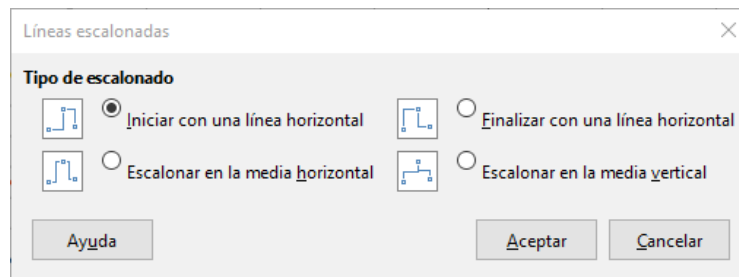 Líneas escalonadas
Tipo de escalonado
Iniciar con una línea horizontal
Finalizar con una línea horizontal
Escalonar en la media horizontal
Escalonar en la media vertical
Ayuda
Aceptar
Cancelar